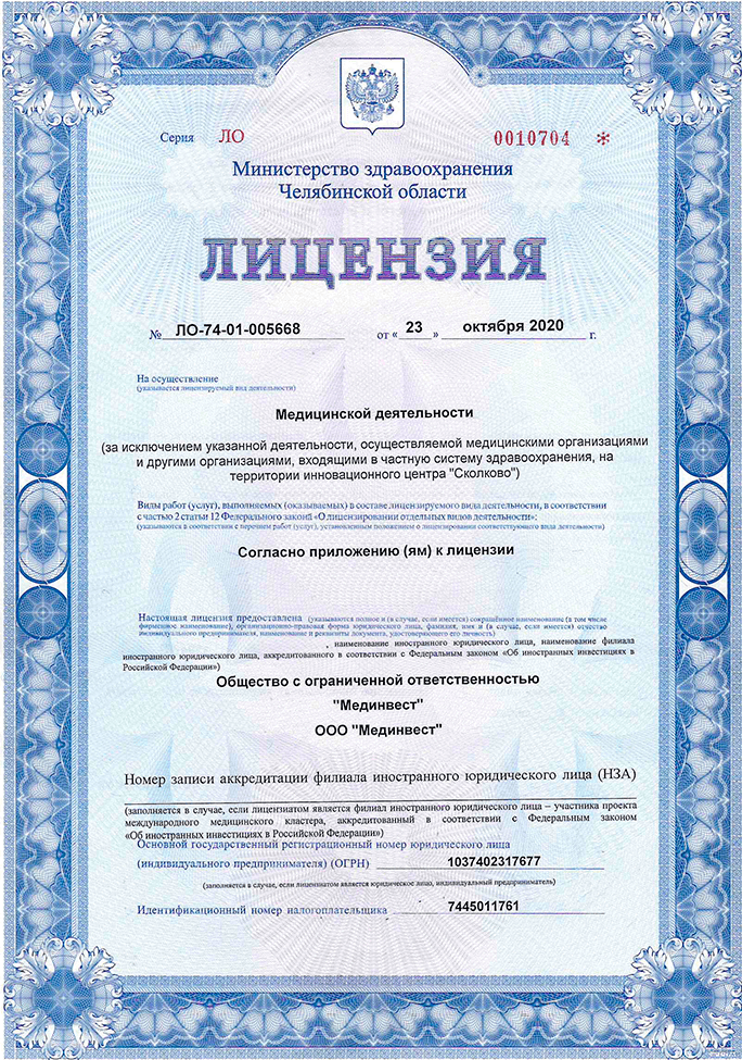 Серия ЛО 0010704 *
Министерство здравоохранения
Челябинской области
ЛИЦЕНЗИЯ
№ ЛО-74-01-005668 от « 23 » октября 2020 г.
На осуществление
(указывается лицензируемый вид деятельности)
Медицинской деятельности
(за исключением указанной деятельности, осуществляемой медицинскими организациями
и другими организациями, входящими в частную систему здравоохранения, на
территории инновационного центра "Сколково")
Виды работ (услуг), выполняемых (оказываемых) в составе лицензируемого вида деятельности, в соответствии
с частью 2 статьи 12 Федерального закона «О лицензировании отдельных видов деятельности»:
(указываются в соответствии с перечнем работ (услуг), установленным положением о лицензировании соответствующего вида деятельности)
Согласно приложению (ям) к лицензии
Настоящая лицензия предоставлена (указываются полное и (в случае, если имеется) сокращённое наименование (в том числе
фирменное наименование), организационно-правовая форма юридического лица, фамилия, имя и (в случае, если имеется) отчество
индивидуального предпринимателя, наименование и реквизиты документа, удостоверяющего его личность)
, наименование иностранного юридического лица, наименование филиала
иностранного юридического лица, аккредитованного в соответствии с Федеральным законом «Об иностранных инвестициях в
Российской Федерации»)
Общество с ограниченной ответственностью
"Мединвест"
ООО "Мединвест"
Номер записи аккредитации филиала иностранного юридического лица (НЗА)
(заполняется в случае, если лицензиатом является филиал иностранного юридического лица – участника проекта
международного медицинского кластера, аккредитованный в соответствии с Федеральным законом
«Об иностранных инвестициях в Российской Федерации»)
Основной государственный регистрационный номер юридического лица
(индивидуального предпринимателя) (ОГРН) 1037402317677
(заполняется в случае, если лицензиатом является юридическое лицо, индивидуальный предприниматель)
Идентификационный номер налогоплательщика 7445011761